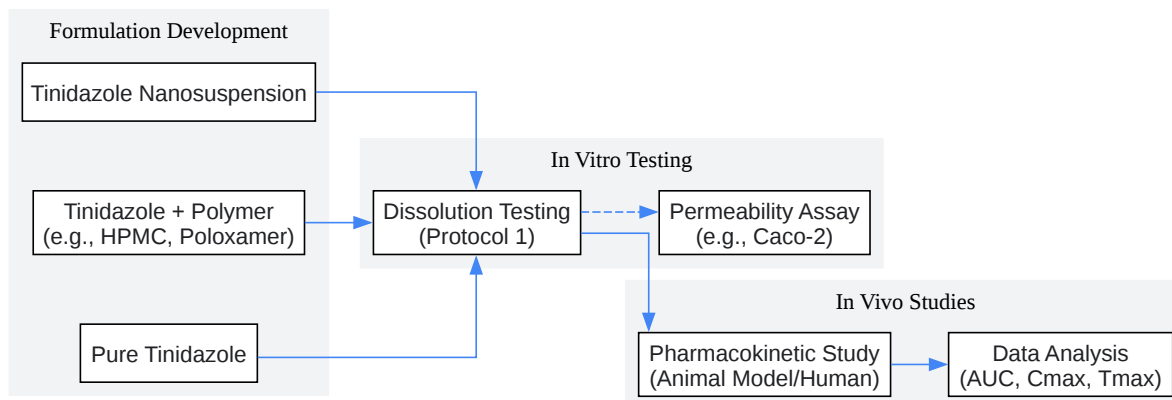 Formulation Development
Tinidazole Nanosuspension
Tinidazole + Polymer
(e.g., HPMC, Poloxamer)
Pure Tinidazole
In Vitro Testing
Dissolution Testing
(Protocol 1)
Permeability Assay
(e.g., Caco-2)
In Vivo Studies
Pharmacokinetic Study
(Animal Model/Human)
Data Analysis
(AUC, Cmax, Tmax)